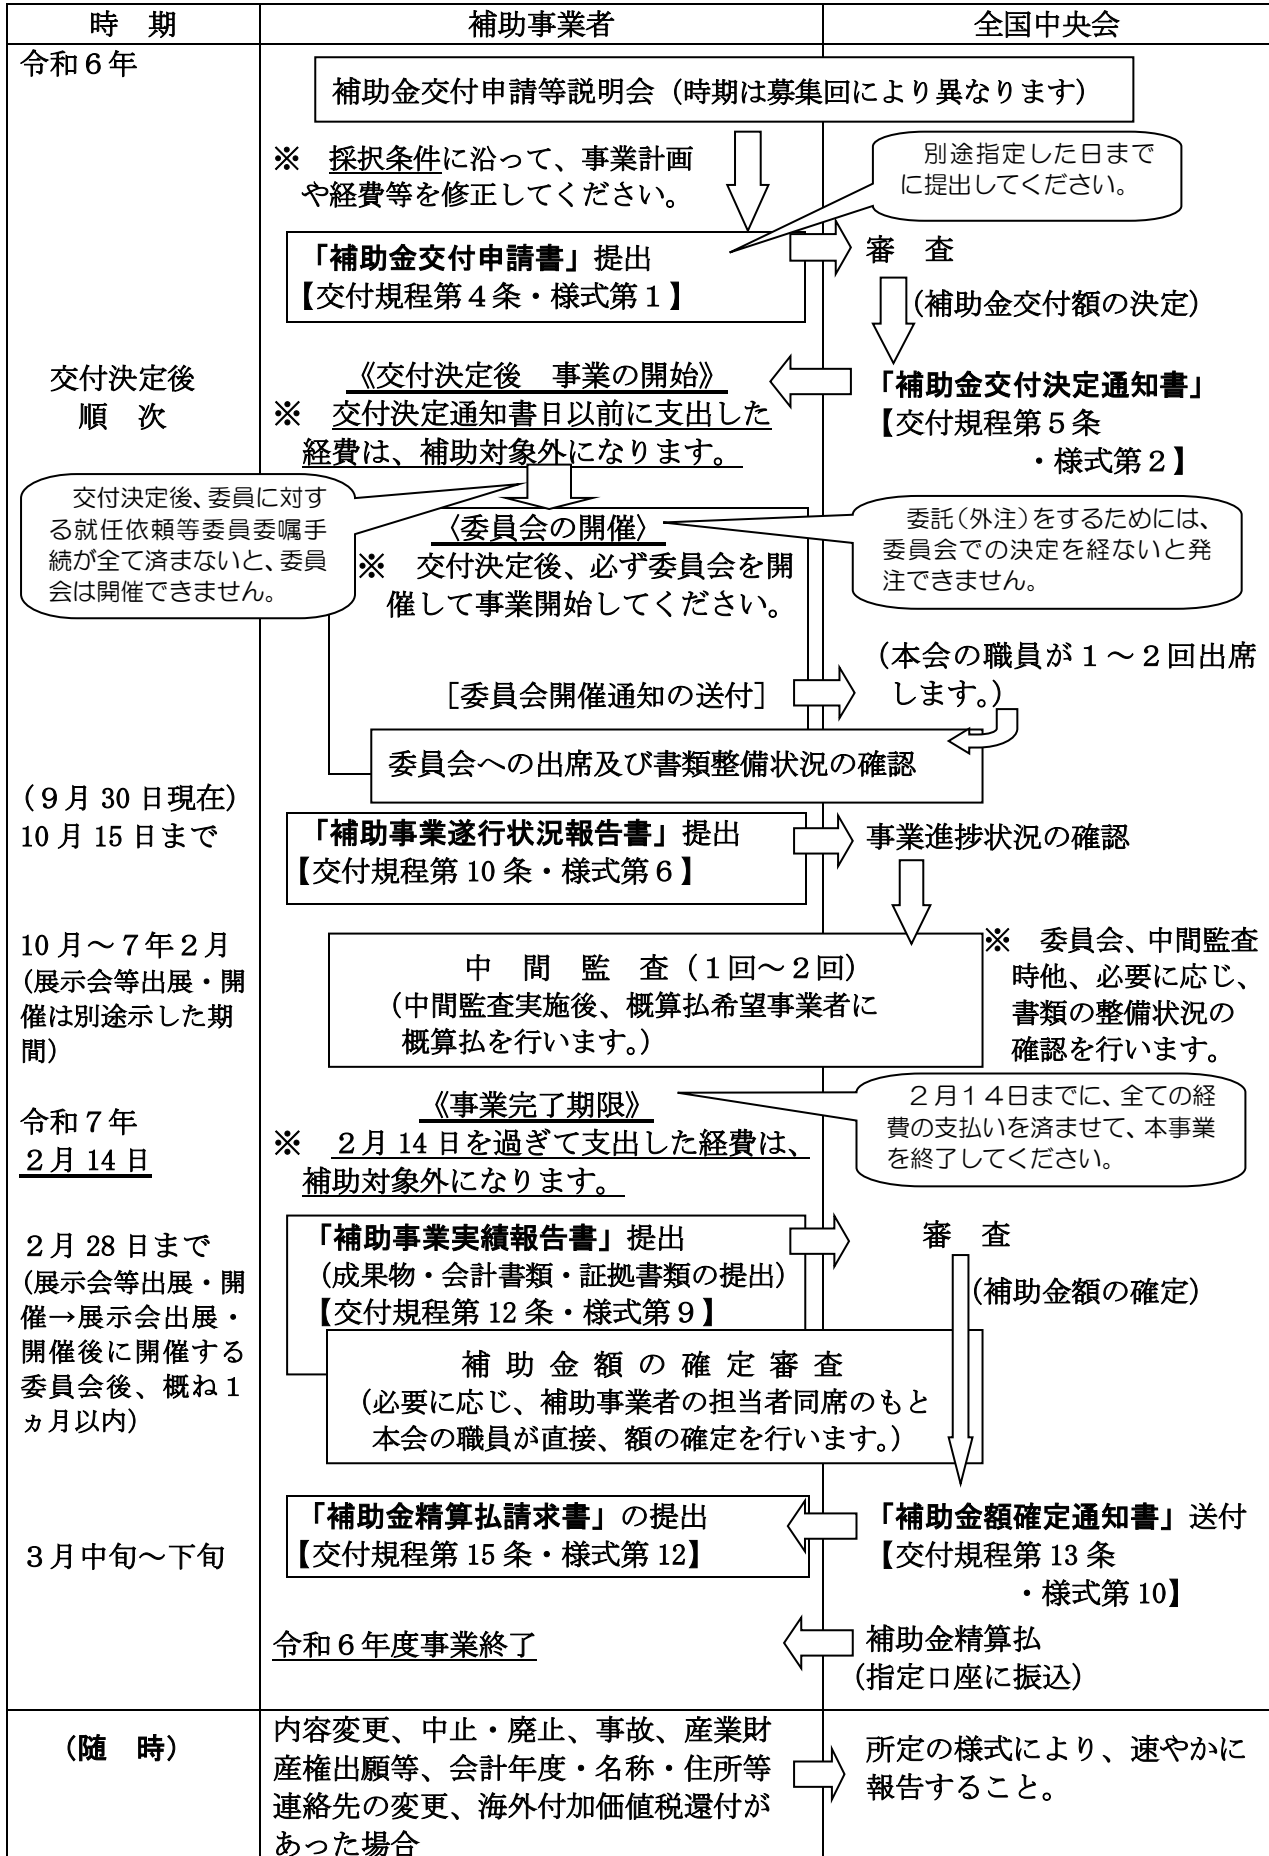 時　期
補助事業者
全国中央会
令和６年
補助金交付申請等説明会（時期は募集回により異なります）
※　採択条件に沿って、事業計画
や経費等を修正してください。
別途指定した日まで
に提出してください。
「補助金交付申請書」提出
【交付規程第４条・様式第１】
審　査
（補助金交付額の決定）
交付決定後
順　次
《交付決定後　事業の開始》
※　交付決定通知書日以前に支出した
経費は、補助対象外になります。
「補助金交付決定通知書」
【交付規程第５条
・様式第２】
交付決定後、委員に対す
る就任依頼等委員委嘱手
続が全て済まないと、委員
会は開催できません。
〈委員会の開催〉
※　交付決定後、必ず委員会を開
催して事業開始してください。
委託（外注）をするためには、
委員会での決定を経ないと発
注できません。
［委員会開催通知の送付］
（本会の職員が１～２回出席
します。）
委員会への出席及び書類整備状況の確認
（９月 30 日現在）
10 月 15 日まで
「補助事業遂行状況報告書」提出
【交付規程第 10 条・様式第６】
事業進捗状況の確認
10 月～７年２月
（展示会等出展・開
催は別途示した期
間）
中　間　監　査（１回～２回）
（中間監査実施後、概算払希望事業者に
概算払を行います。）
※　委員会、中間監査
時他、必要に応じ、
書類の整備状況の
確認を行います。
令和７年
２月 14 日
《事業完了期限》
※　２月 14 日を過ぎて支出した経費は、
補助対象外になります。
２月１４日までに、全ての経
費の支払いを済ませて、本事業
を終了してください。
２月 28 日まで
（展示会等出展・開
催→展示会出展・
開催後に開催する
委員会後、概ね１
ヵ月以内）
「補助事業実績報告書」提出
（成果物・会計書類・証拠書類の提出）
【交付規程第 12 条・様式第９】
審　査
（補助金額の確定）
補 助 金 額 の 確 定 審 査
（必要に応じ、補助事業者の担当者同席のもと
本会の職員が直接、額の確定を行います。）
３月中旬～下旬
「補助金精算払請求書」の提出
【交付規程第 15 条・様式第 12】
「補助金額確定通知書」送付
【交付規程第 13 条
・様式第 10】
令和６年度事業終了
補助金精算払
（指定口座に振込）
（随　時）
内容変更、中止・廃止、事故、産業財
産権出願等、会計年度・名称・住所等
連絡先の変更、海外付加価値税還付が
あった場合
所定の様式により、速やかに
報告すること。